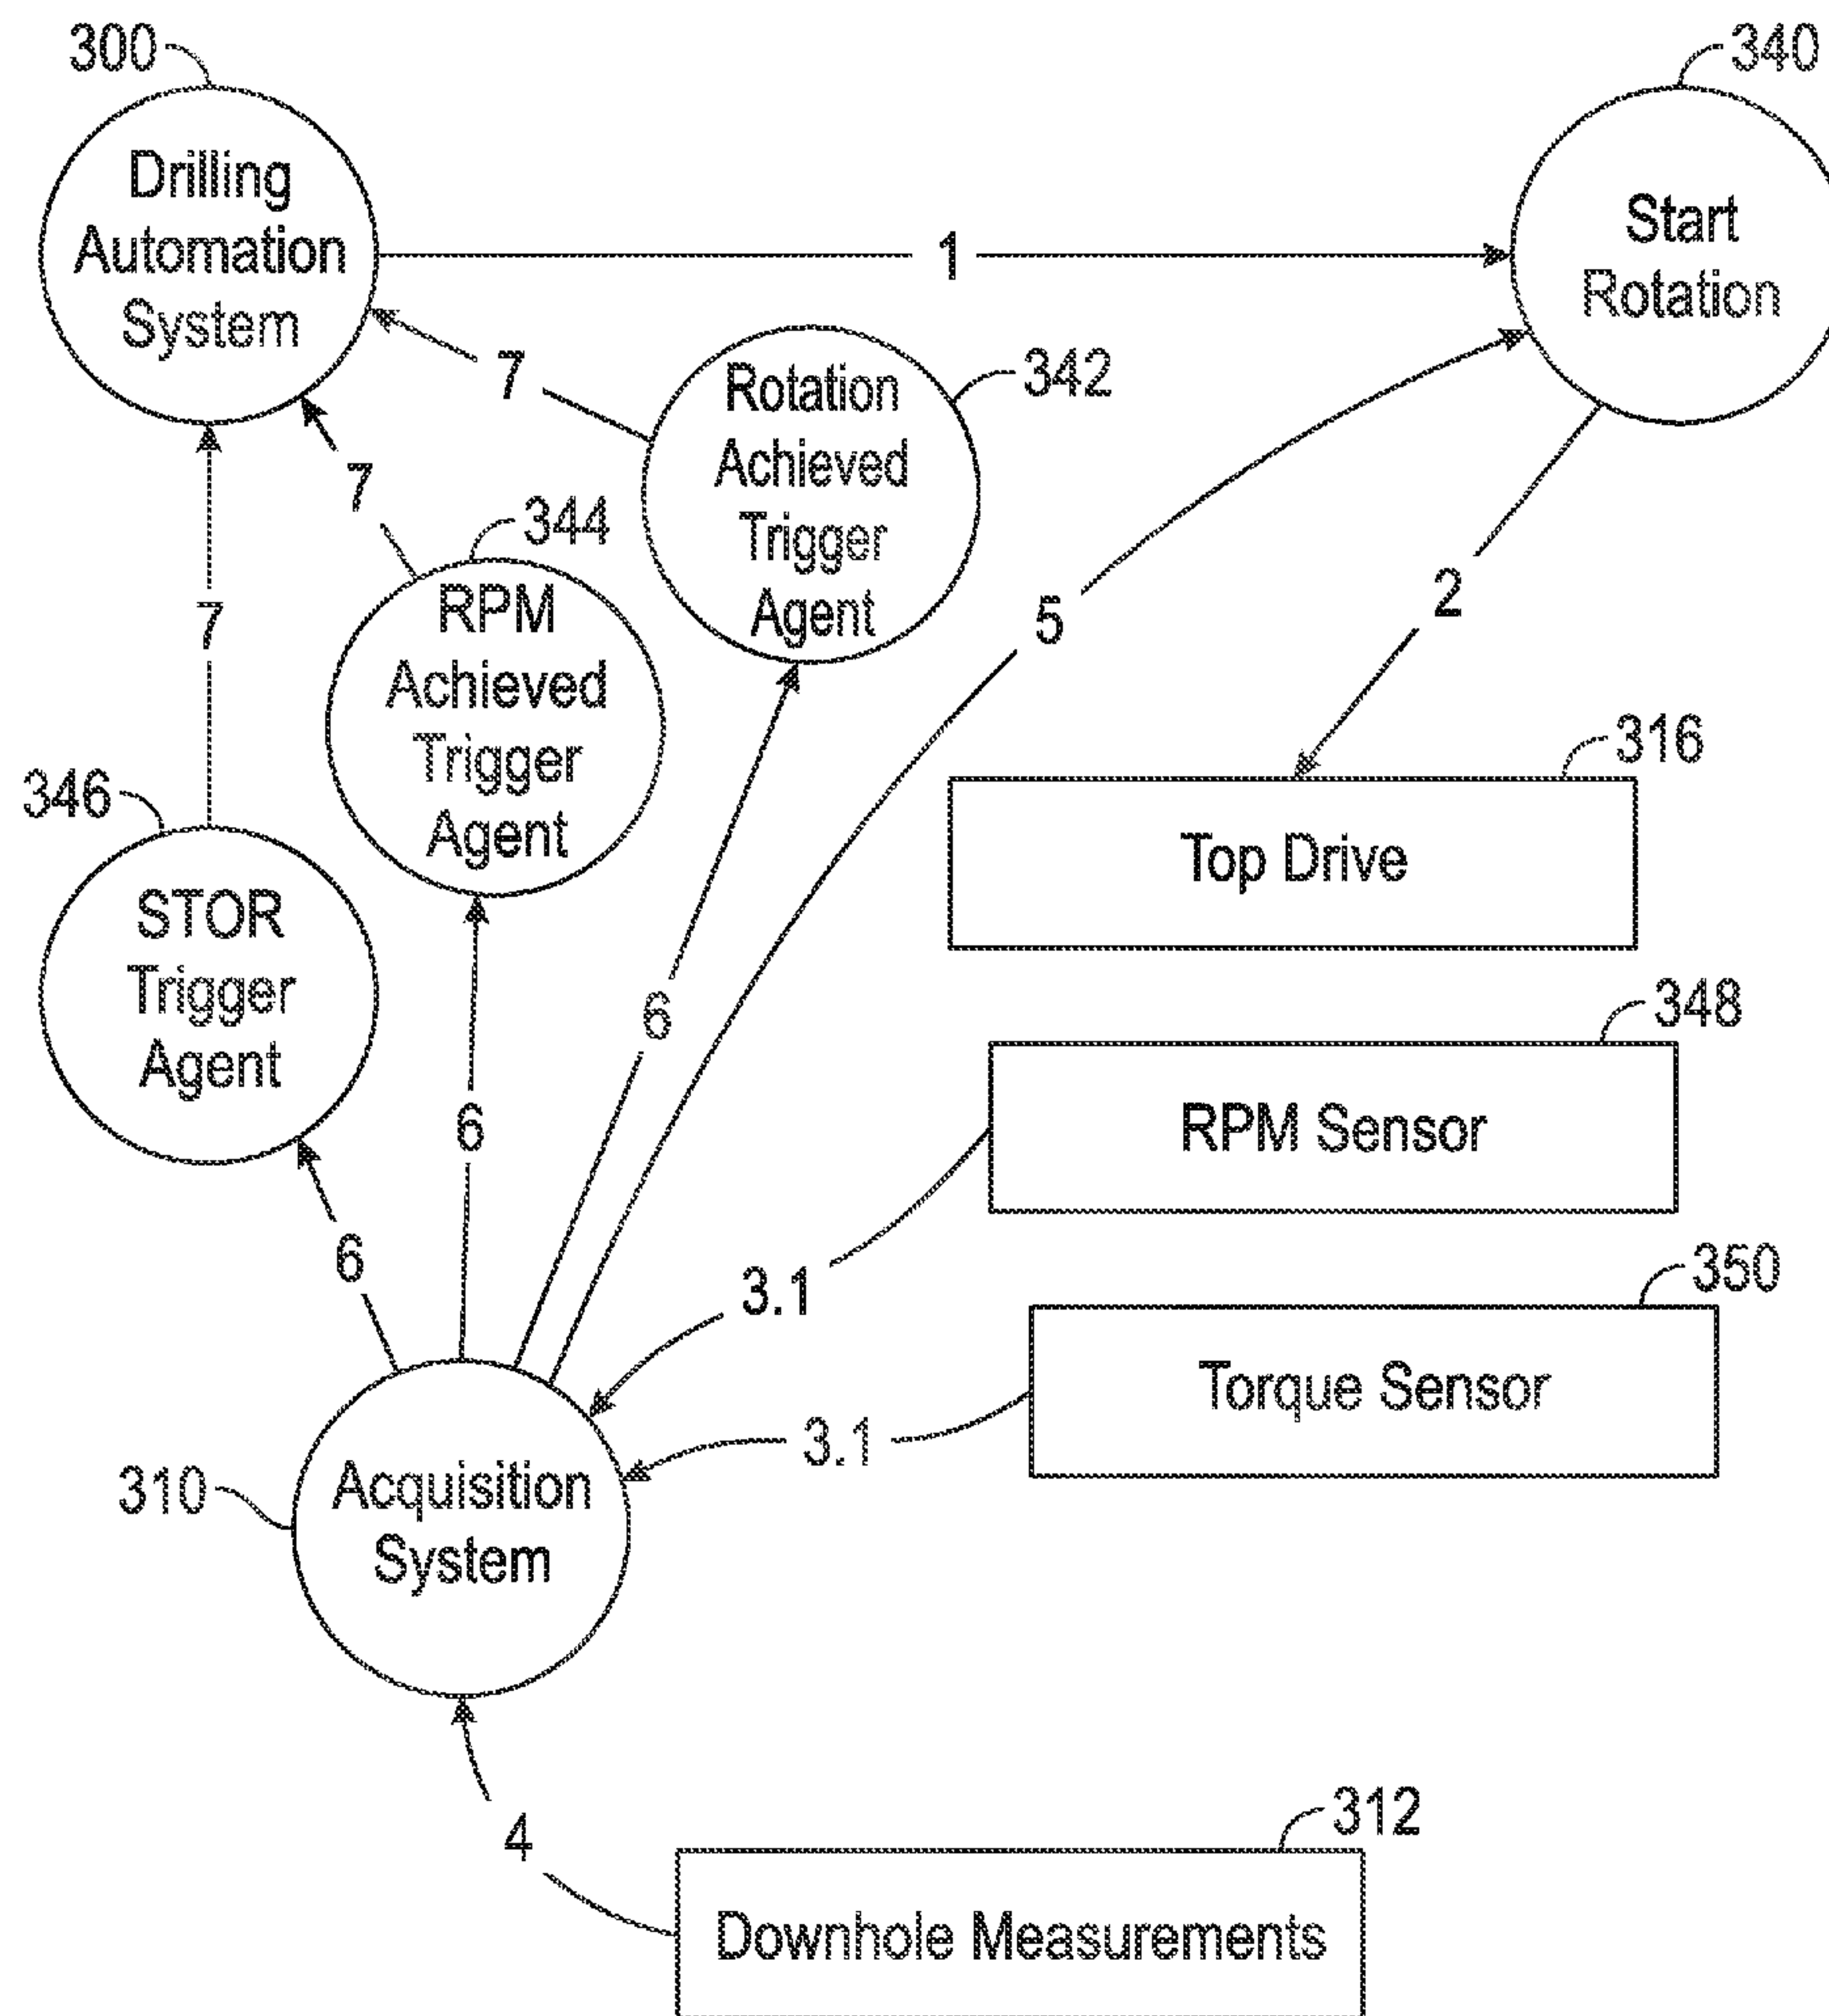 300
340
Drilling
Automation
System
1
Start
Rotation
7
Rotation
Achieved
Trigger
Agent
342
7
344
RPM
Achieved
Trigger
Agent
7
5
2
316
Top Drive
346
STOR
Trigger
Agent
6
348
RPM Sensor
6
6
3.1
350
Torque Sensor
3.1
310
Acquisition
System
4
312
Downhole Measurements